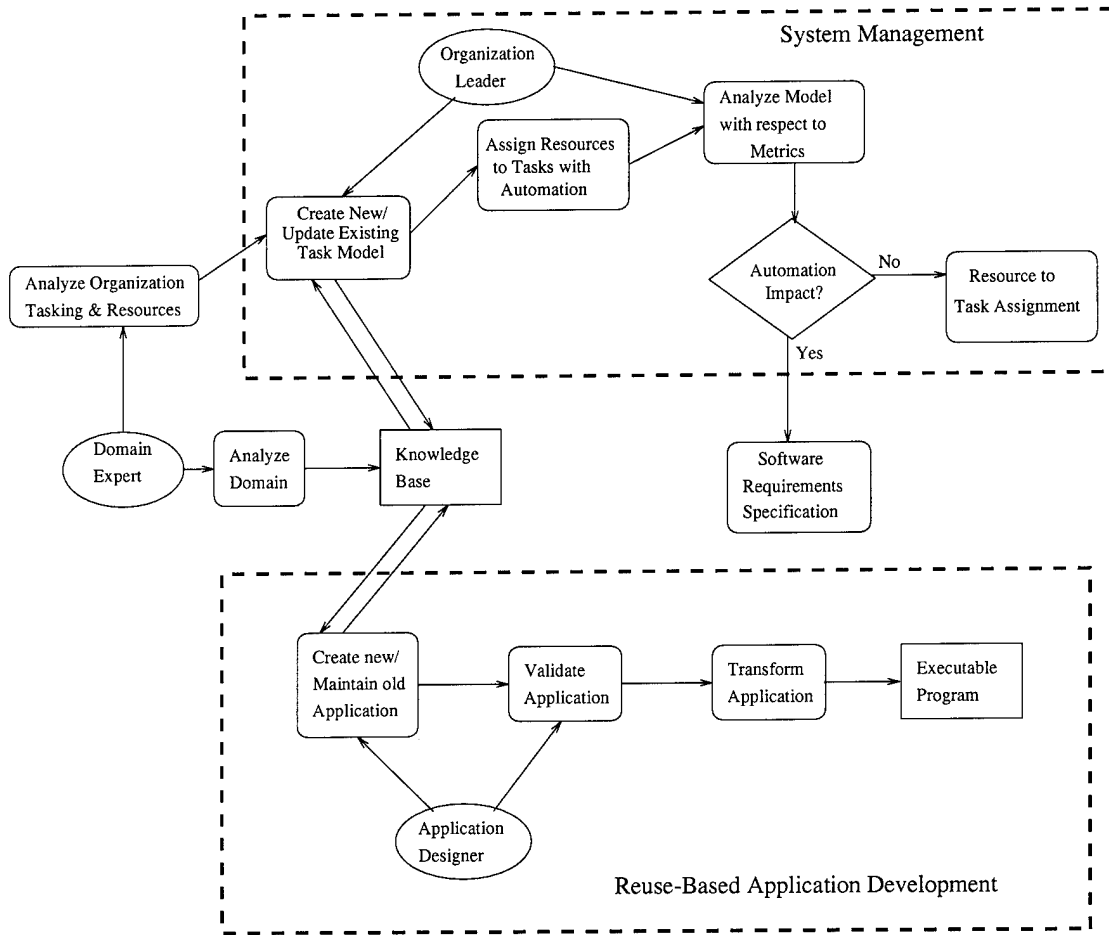 System Management
Organization
Leader
Analyze Model
with respect to
Metrics
Assign Resources
to Tasks with
Automation
Create New/
Update Existing
Task Model
Analyze Organization
Tasking & Resources
Automation
Impact?
No
Resource to
Task Assignment
Yes
Domain
Expert
Analyze
Domain
Knowledge
Base
Software
Requirements
Specification
Create new/
Maintain old
Application
Validate
Application
Transform
Application
Executable
Program
Application
Designer
Reuse-Based Application Development